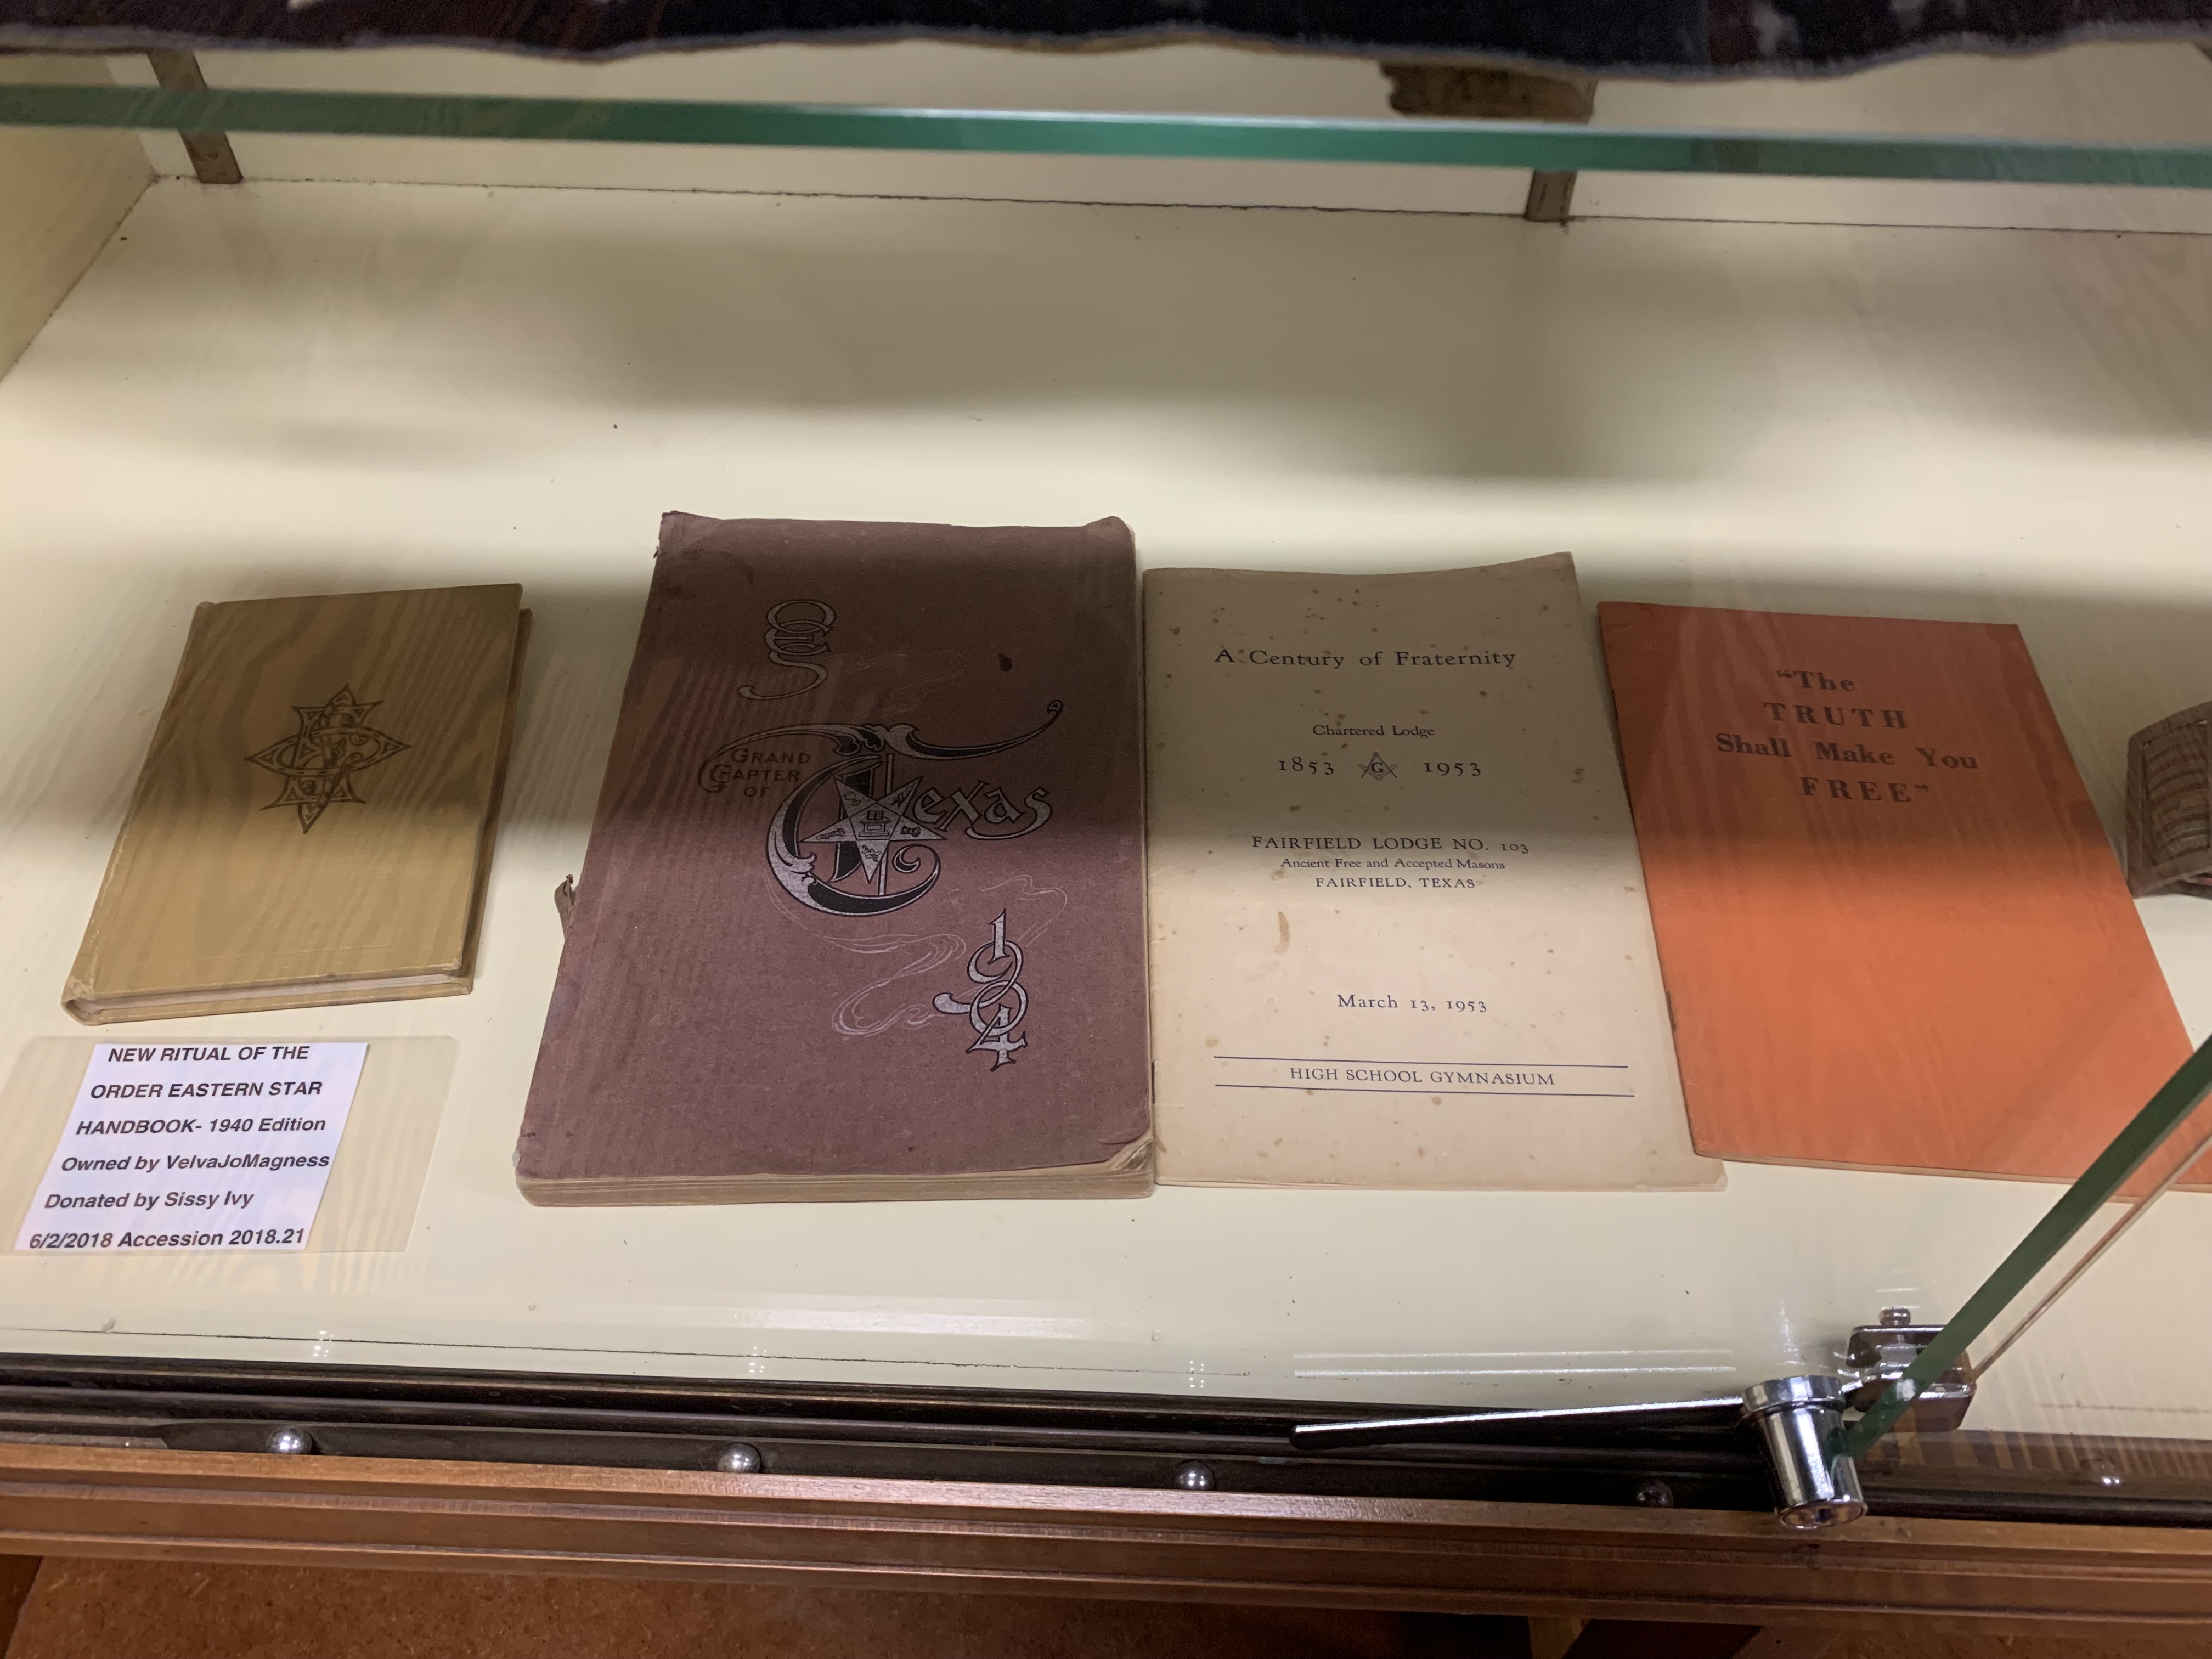 OES
GRAND
CAPTER
OF
Texas
1904
A Century of Fraternity
Chartered Lodge
1853 G 1953
FAIRFIELD LODGE NO. 103
Ancient Free and Accepted Masons
FAIRFIELD, TEXAS
March 13, 1953
HIGH SCHOOL GYMNASIUM
“The
TRUTH
Shall Make You
FREE”
NEW RITUAL OF THE
ORDER EASTERN STAR
HANDBOOK- 1940 Edition
Owned by VelvaJoMagness
Donated by Sissy Ivy
6/2/2018 Accession 2018.21